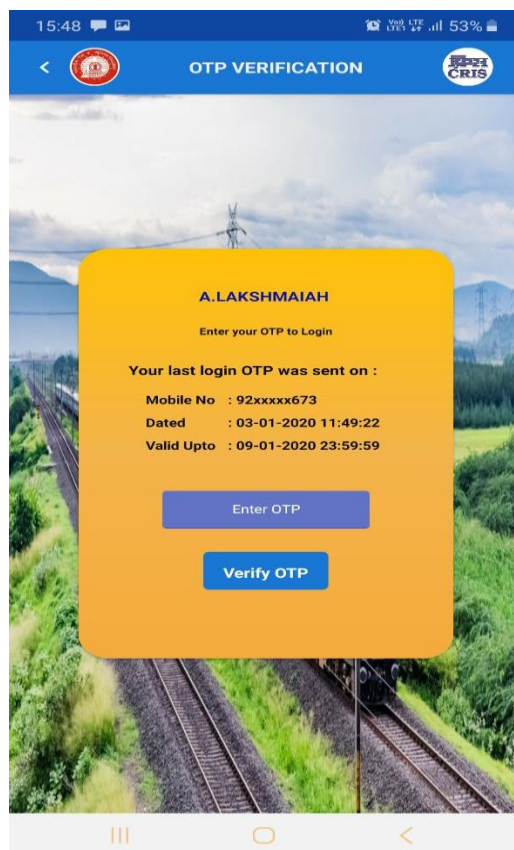 15:48 53%
OTP VERIFICATION
क्रिस
CRIS
A.LAKSHMAIAH
Enter your OTP to Login
Your last login OTP was sent on :
Mobile No : 92xxxxx673
Dated : 03-01-2020 11:49:22
Valid Upto : 09-01-2020 23:59:59
Enter OTP
Verify OTP